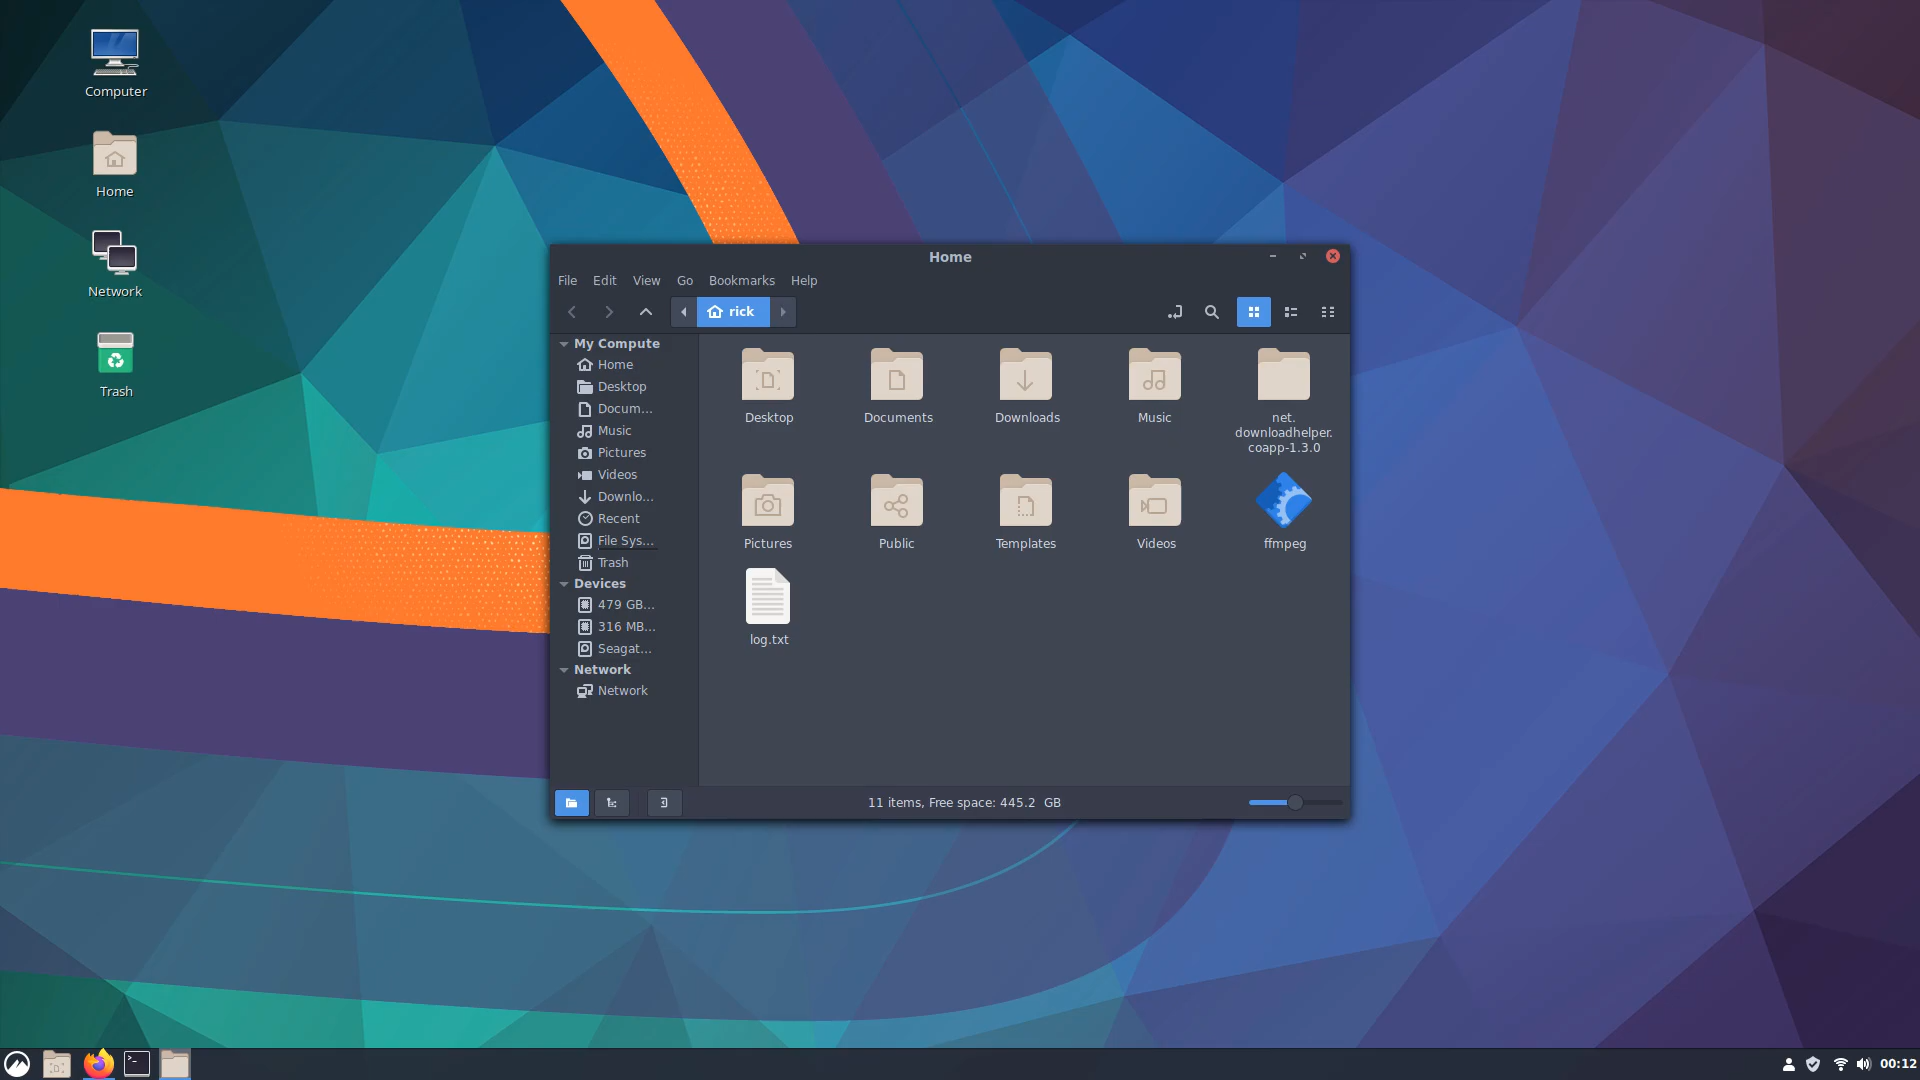 Computer
Home
Network
Trash
Home
File Edit View Go Bookmarks Help
rick
My Compute
Home
Desktop
Docum...
Music
Pictures
Videos
Downlo...
Recent
File Sys...
Trash
Devices
479 GB...
316 MB...
Seagat...
Network
Network
Desktop
Documents
Downloads
Music
net.
downloadhelper.
coapp-1.3.0
Pictures
Public
Templates
Videos
ffmpeg
log.txt
11 items, Free space: 445.2 GB
00:12